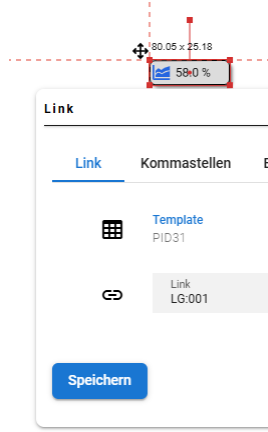 80.05 x 25.18
58.0 %
Link
Link Kommastellen
Template
PID31
Link
LG:001
Speichern